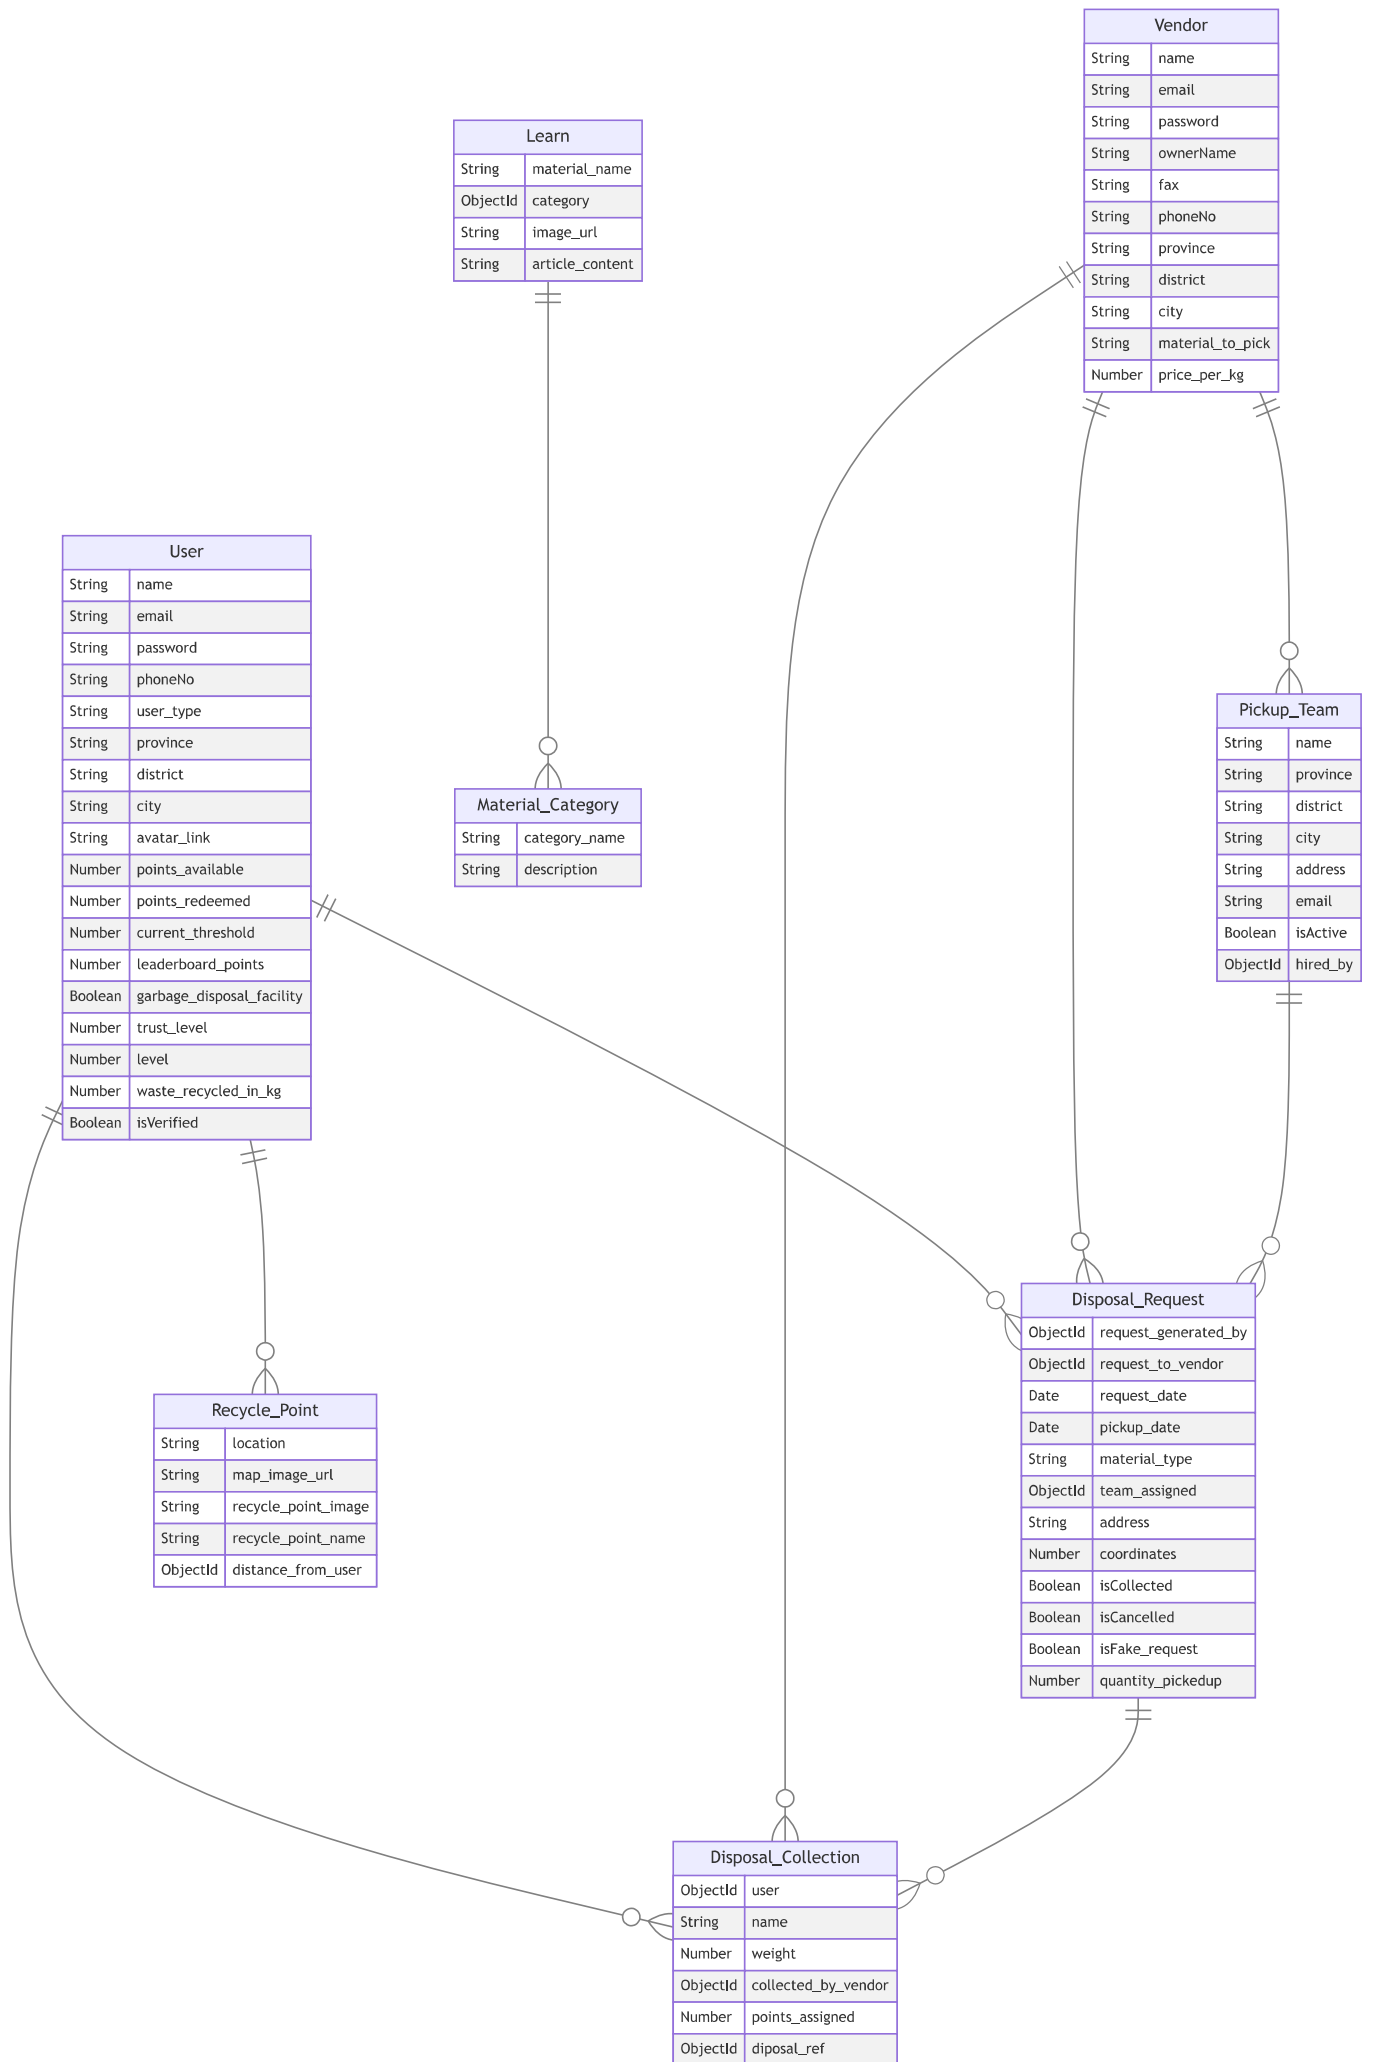 Vendor
String name
String email
String password
String ownerName
String fax
String phoneNo
String province
String district
String city
String material_to_pick
Number price_per_kg
Learn
String material_name
ObjectId category
String image_url
String article_content
User
String name
String email
String password
String phoneNo
String user_type
String province
String district
String city
String avatar_link
Number points_available
Number points_redeemed
Number current_threshold
Number leaderboard_points
Boolean garbage_disposal_facility
Number trust_level
Number level
Number waste_recycled_in_kg
Boolean isVerified
Material_Category
String category_name
String description
Pickup_Team
String name
String province
String district
String city
String address
String email
Boolean isActive
ObjectId hired_by
Disposal_Request
ObjectId request_generated_by
ObjectId request_to_vendor
Date request_date
Date pickup_date
String material_type
ObjectId team_assigned
String address
Number coordinates
Boolean isCollected
Boolean isCancelled
Boolean isFake_request
Number quantity_pickedup
Recycle_Point
String location
String map_image_url
String recycle_point_image
String recycle_point_name
ObjectId distance_from_user
Disposal_Collection
ObjectId user
String name
Number weight
ObjectId collected_by_vendor
Number points_assigned
ObjectId diposal_ref